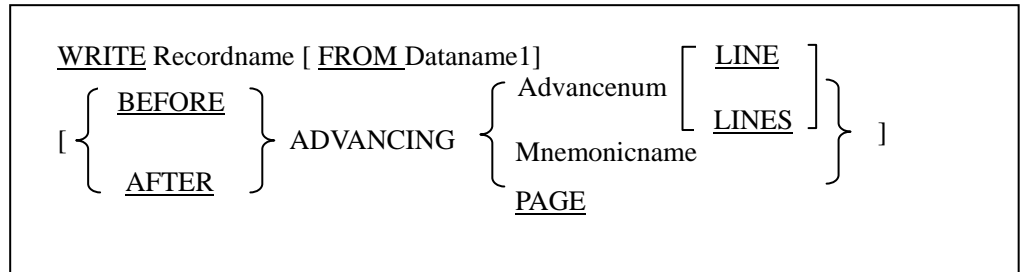 WRITE Recordname [ FROM Dataname1]
LINE
BEFORE Advancenum
LINES
[ ADVANCING ]
Mnemonicname
AFTER
PAGE